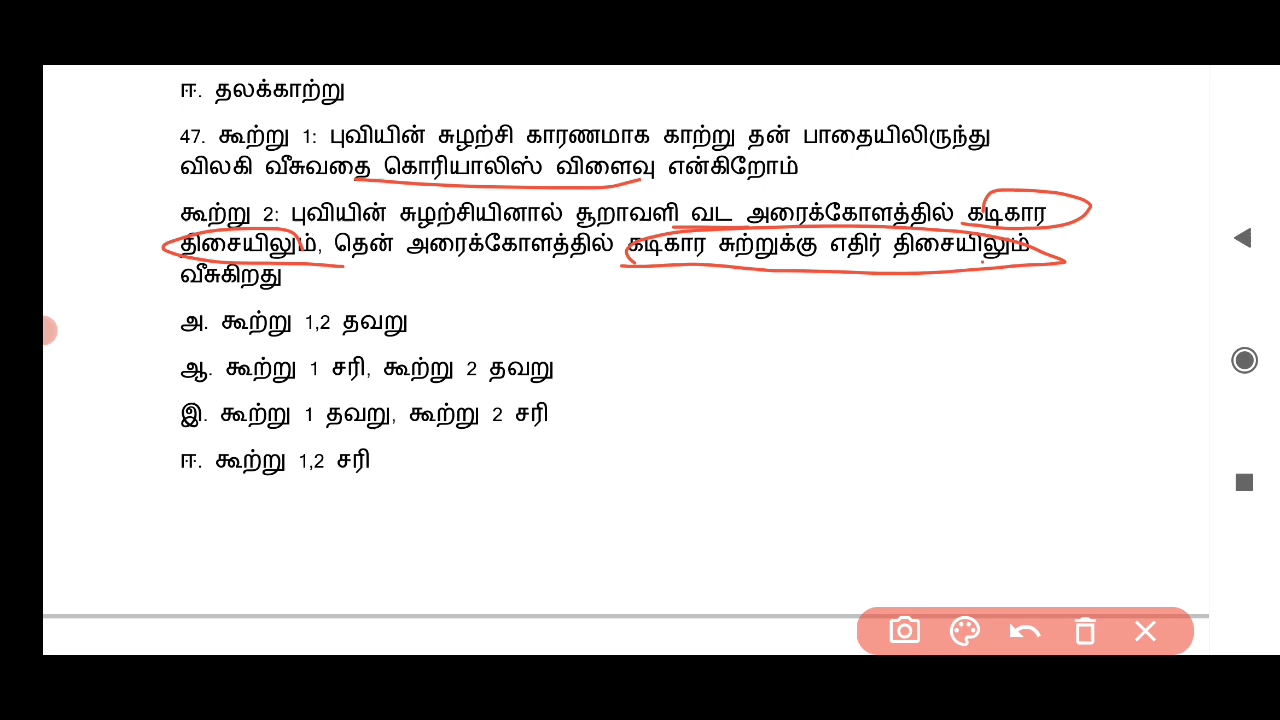 ஈ. தலக்காற்று
47. கூற்று 1: புவியின் சுழற்சி காரணமாக காற்று தன் பாதையிலிருந்து
விலகி வீசுவதை கொரியாலிஸ் விளைவு என்கிறோம்
கூற்று 2: புவியின் சுழற்சியினால் சூறாவளி வட அரைக்கோளத்தில் கடிகார
திசையிலும், தென் அரைக்கோளத்தில் கடிகார சுற்றுக்கு எதிர் திசையிலும்
வீசுகிறது
அ. கூற்று 1,2 தவறு
ஆ. கூற்று 1 சரி, கூற்று 2 தவறு
இ. கூற்று 1 தவறு, கூற்று 2 சரி
ஈ. கூற்று 1,2 சரி